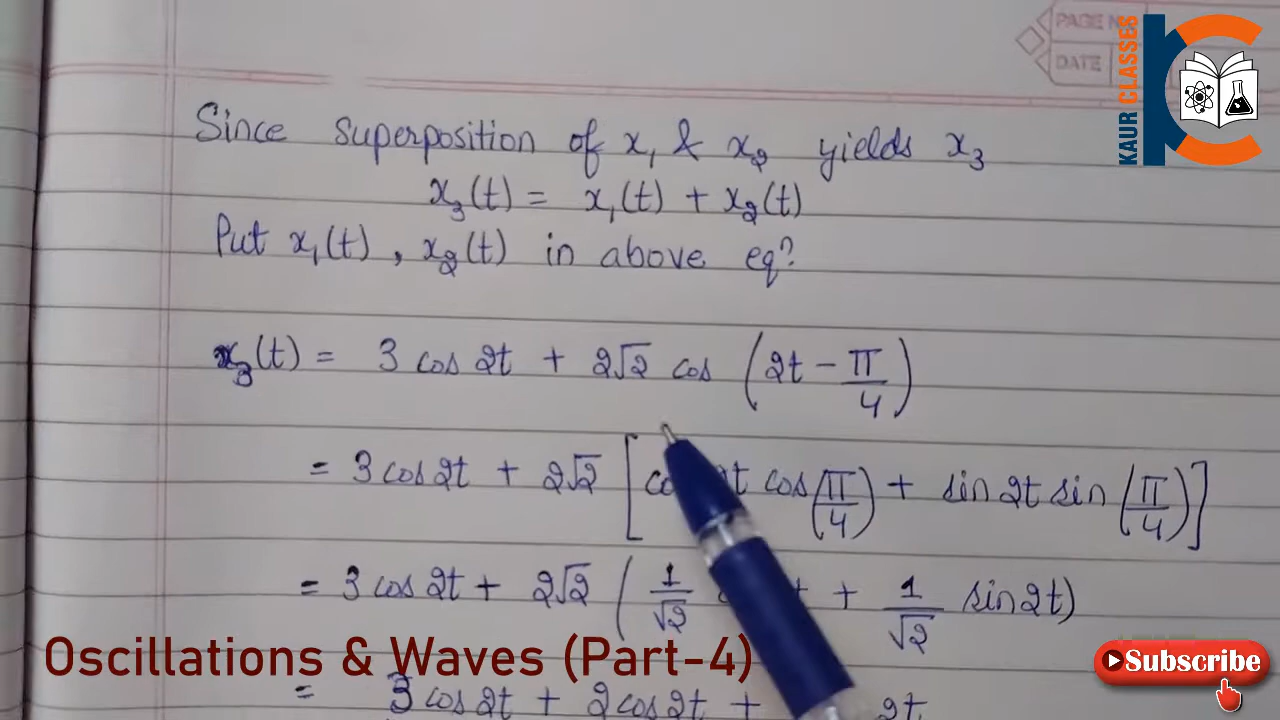 PAGE N
DATE
KAUR CLASSES
Since superposition of x₁ & x₂ yields x₃
x₃(t) = x₁(t) + x₂(t)
Put x₁(t), x₂(t) in above eqⁿ
x₃(t) = 3 cos 2t + 2√2 cos (2t - π/4)
= 3 cos 2t + 2√2 [ t cos(π/4) + sin 2t sin(π/4)]
= 3 cos 2t + 2√2 (1/√2 t + 1/√2 sin 2t)
Oscillations & Waves (Part-4)
Subscribe
= 3 cos 2t + 2 cos 2t + 2t